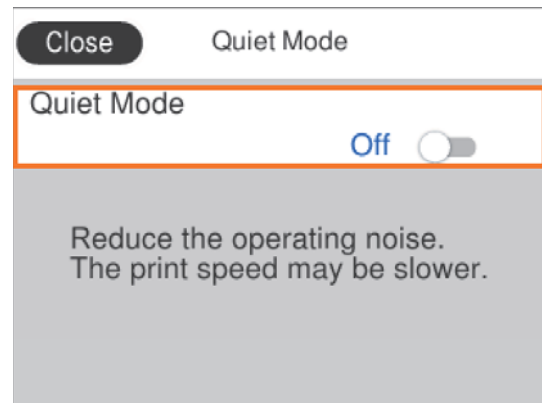 Close Quiet Mode
Quiet Mode
Off
Reduce the operating noise.
The print speed may be slower.